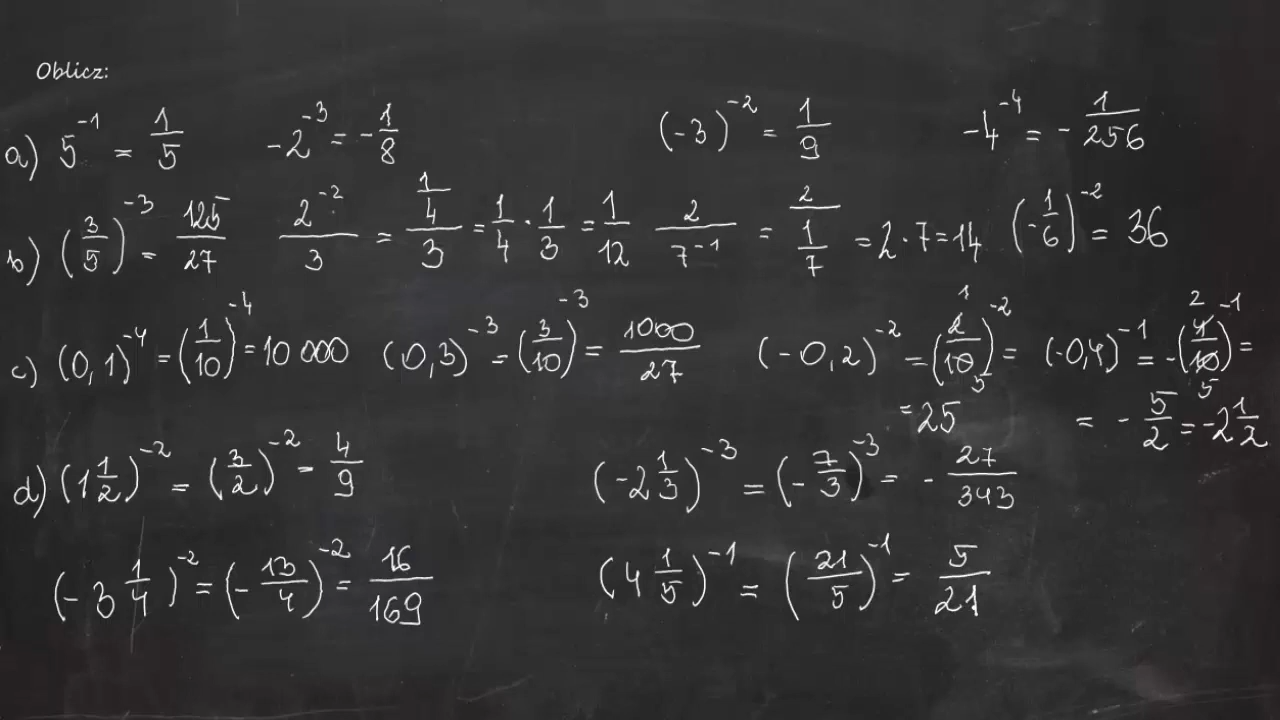 Oblicz:
a) 5^-1 = 1/5 -2^-3 = -1/8 (-3)^-2 = 1/9 -4^-4 = -1/256
b) (3/5)^-3 = 125/27 2^-2/3 = (1/4)/3 = 1/4 · 1/3 = 1/12 2/7^-1 = 2/(1/7) = 2 · 7 = 14 (-1/6)^-2 = 36
c) (0,1)^-4 = (1/10)^-4 = 10 000 (0,3)^-3 = (3/10)^-3 = 1000/27 (-0,2)^-2 = (2/10)^-2 = (-0,4)^-1 = -(4/10)^-1 =
1 5 2 5
= 25 = -5/2 = -2 1/2
d) (1 1/2)^-2 = (3/2)^-2 = 4/9 (-2 1/3)^-3 = (-7/3)^-3 = -27/343
(-3 1/4)^-2 = (-13/4)^-2 = 16/169 (4 1/5)^-1 = (21/5)^-1 = 5/21